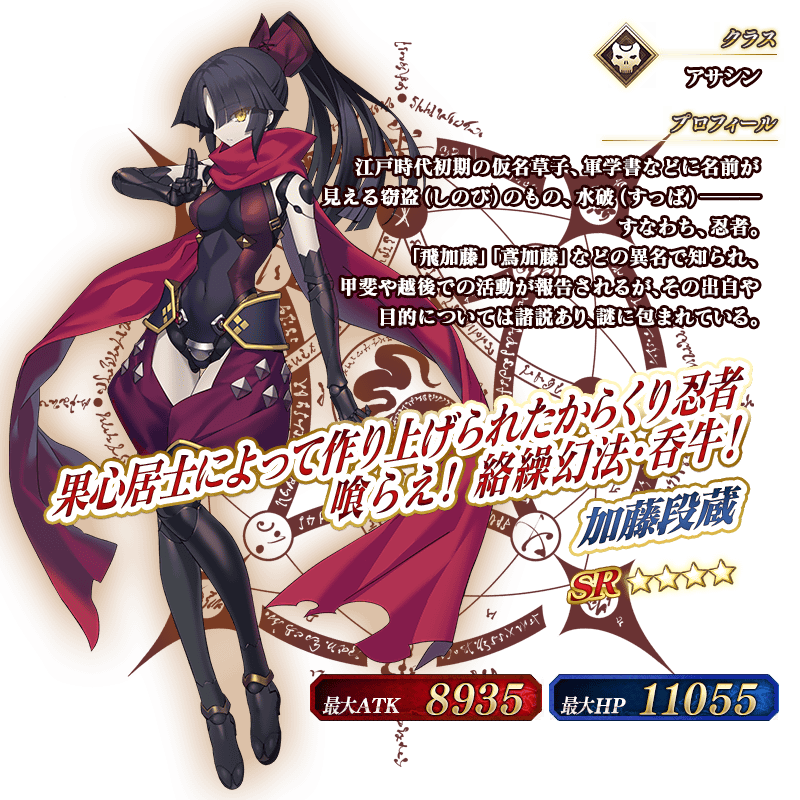 クラス
アサシン
プロフィール
江戸時代初期の仮名草子、軍学書などに名前が
見える窃盗（しのび）のもの、水破（すっぱ）―――
すなわち、忍者。
「飛加藤」「鳶加藤」などの異名で知られ、
甲斐や越後での活動が報告されるが、その出自や
目的については諸説あり、謎に包まれている。
果心居士によって作り上げられたからくり忍者
喰らえ！ 絡繰幻法・呑牛！
加藤段蔵
SR
最大ATK 8935
最大HP 11055